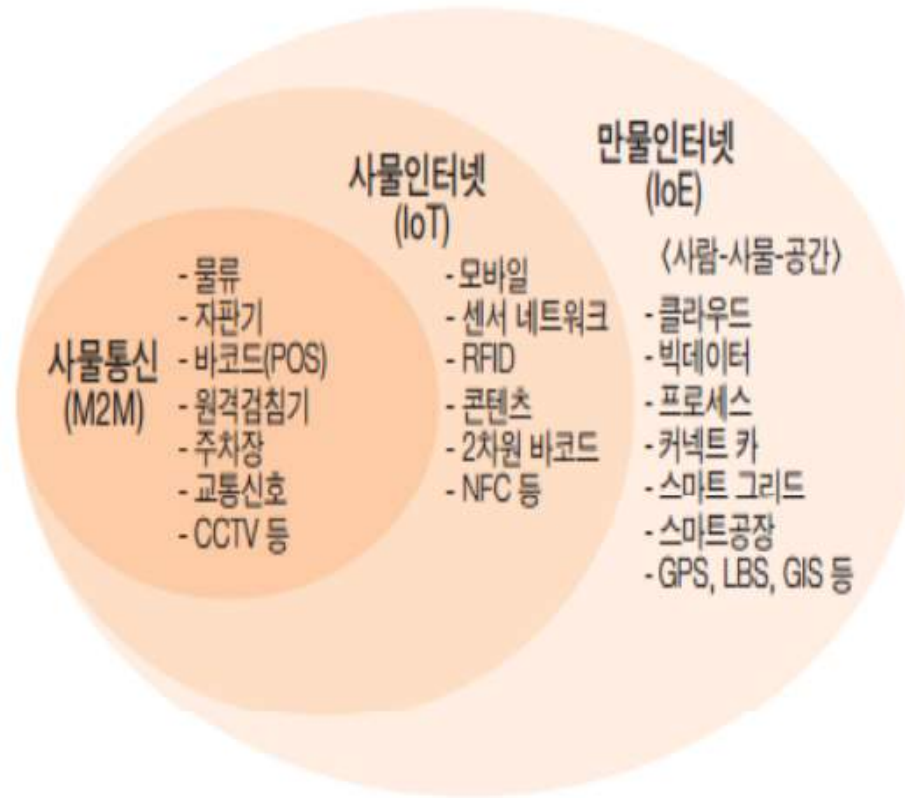 사물통신
(M2M)
- 물류
- 자판기
- 바코드(POS)
- 원격검침기
- 주차장
- 교통신호
- CCTV 등
사물인터넷
(IoT)
- 모바일
- 센서 네트워크
- RFID
- 콘텐츠
- 2차원 바코드
- NFC 등
만물인터넷
(IoE)
〈사람-사물-공간〉
- 클라우드
- 빅데이터
- 프로세스
- 커넥트 카
- 스마트 그리드
- 스마트공장
- GPS, LBS, GIS 등